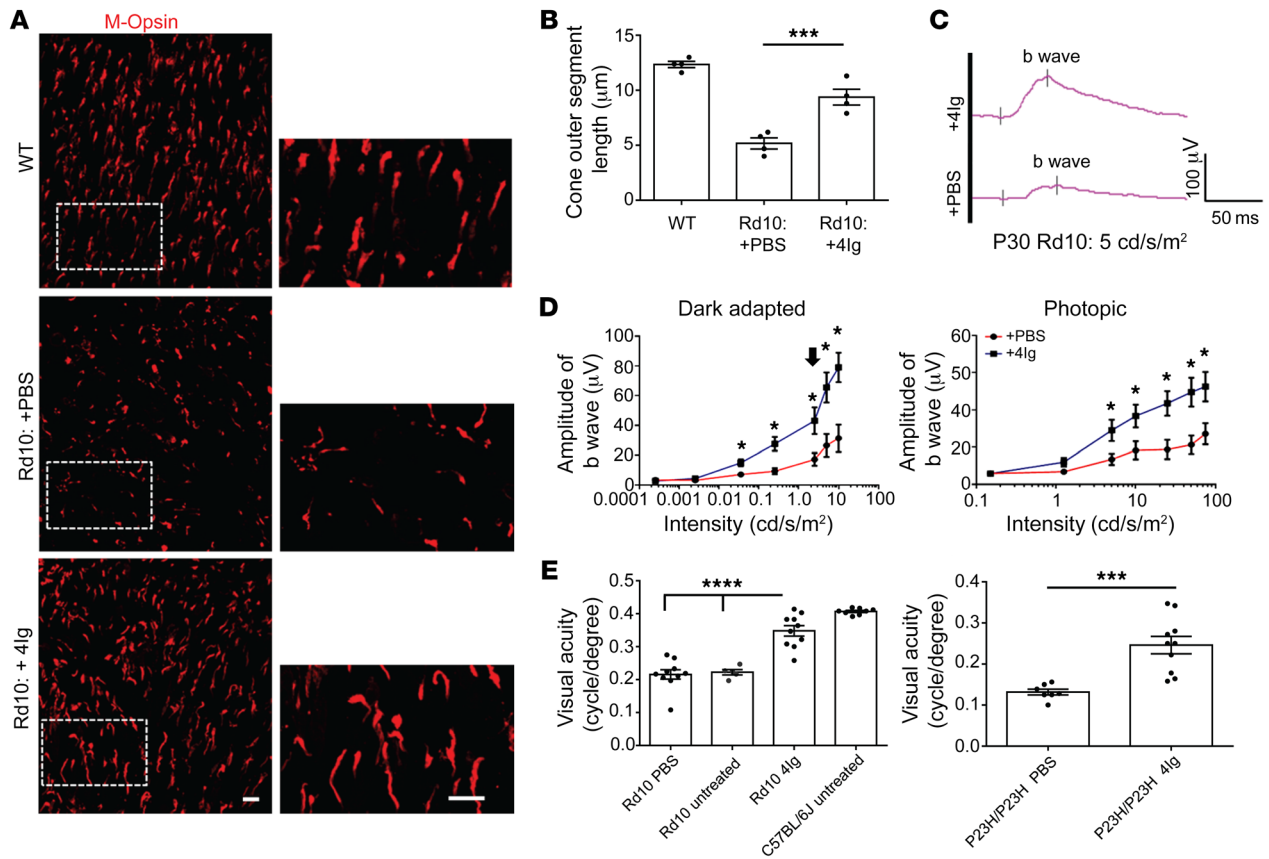 A
M-Opsin
WT
Rd10: +PBS
Rd10: + 4Ig
B
Cone outer segment
length (μm)
15
10
5
0
***
WT
Rd10:
+PBS
Rd10:
+4Ig
C
b wave
+4Ig
b wave
+PBS
100 μV
50 ms
P30 Rd10: 5 cd/s/m²
D
Dark adapted
Amplitude of
b wave (μV)
100
80
60
40
20
0
*
*
*
*
*
0.0001
0.001
0.01
0.1
1.0
10
100
Intensity (cd/s/m²)
Photopic
+PBS
+4Ig
Amplitude of
b wave (μV)
60
50
40
20
0
*
*
*
*
*
0.1
1
10
100
Intensity (cd/s/m²)
E
Visual acuity
(cycle/degree)
0.5
0.4
0.3
0.2
0.1
0.0
****
Rd10 PBS
Rd10 untreated
Rd10 4Ig
C57BL/6J untreated
Visual acuity
(cycle/degree)
0.4
0.3
0.2
0.1
0.0
***
P23H/P23H PBS
P23H/P23H 4Ig